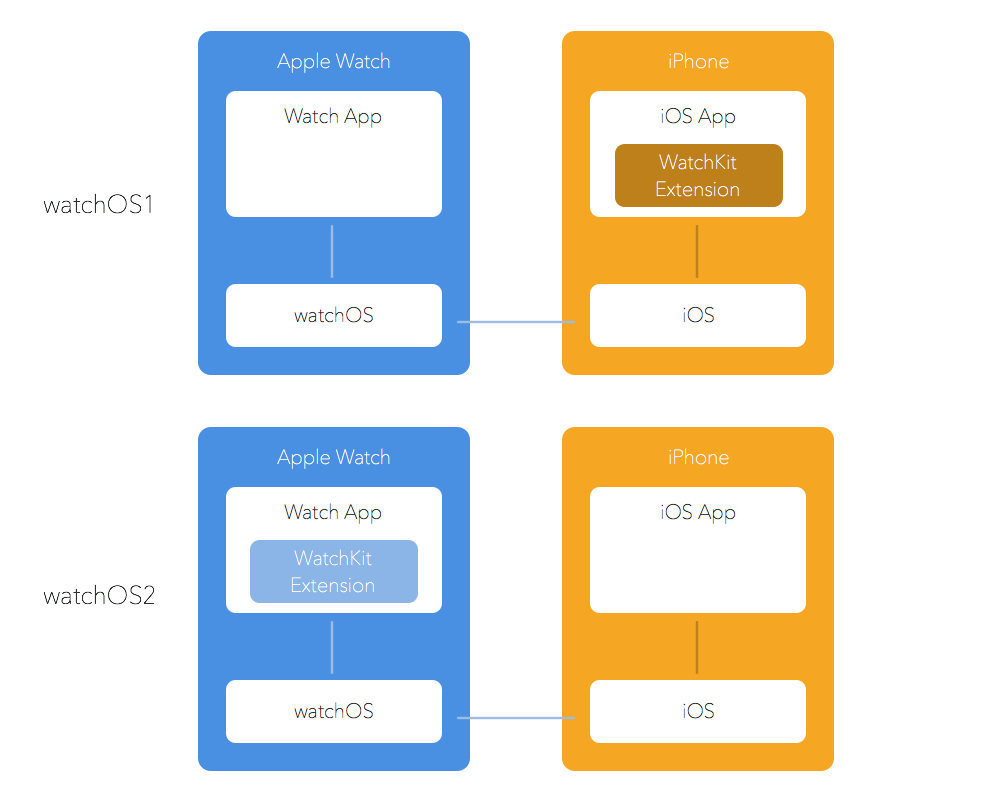 Apple Watch
Watch App
watchOS
iPhone
iOS App
WatchKit
Extension
iOS
watchOS1
Apple Watch
Watch App
WatchKit
Extension
watchOS
iPhone
iOS App
iOS
watchOS2